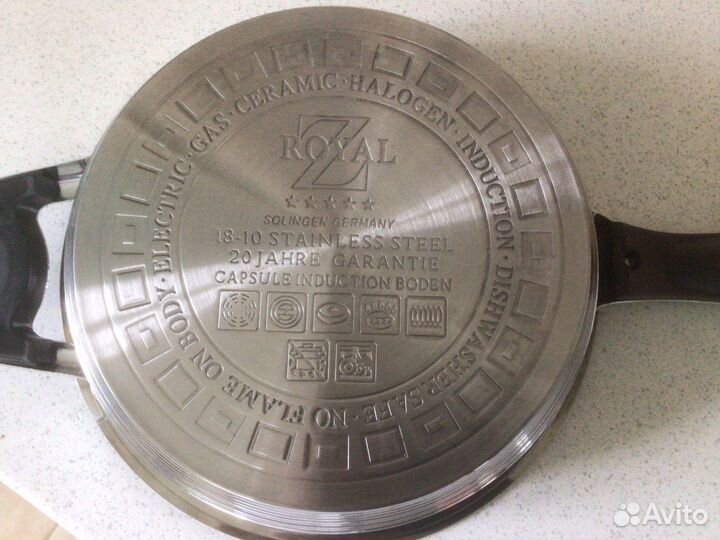 Z
ROYAL
SOLINGEN GERMANY
18-10 STAINLESS STEEL
20 JAHRE GARANTIE
CAPSULE INDUCTION BODEN
ELECTRIC · GAS · CERAMIC · HALOGEN · INDUCTION · DISHWASHER SAFE · NO FLAME ON BODY ·
Avito